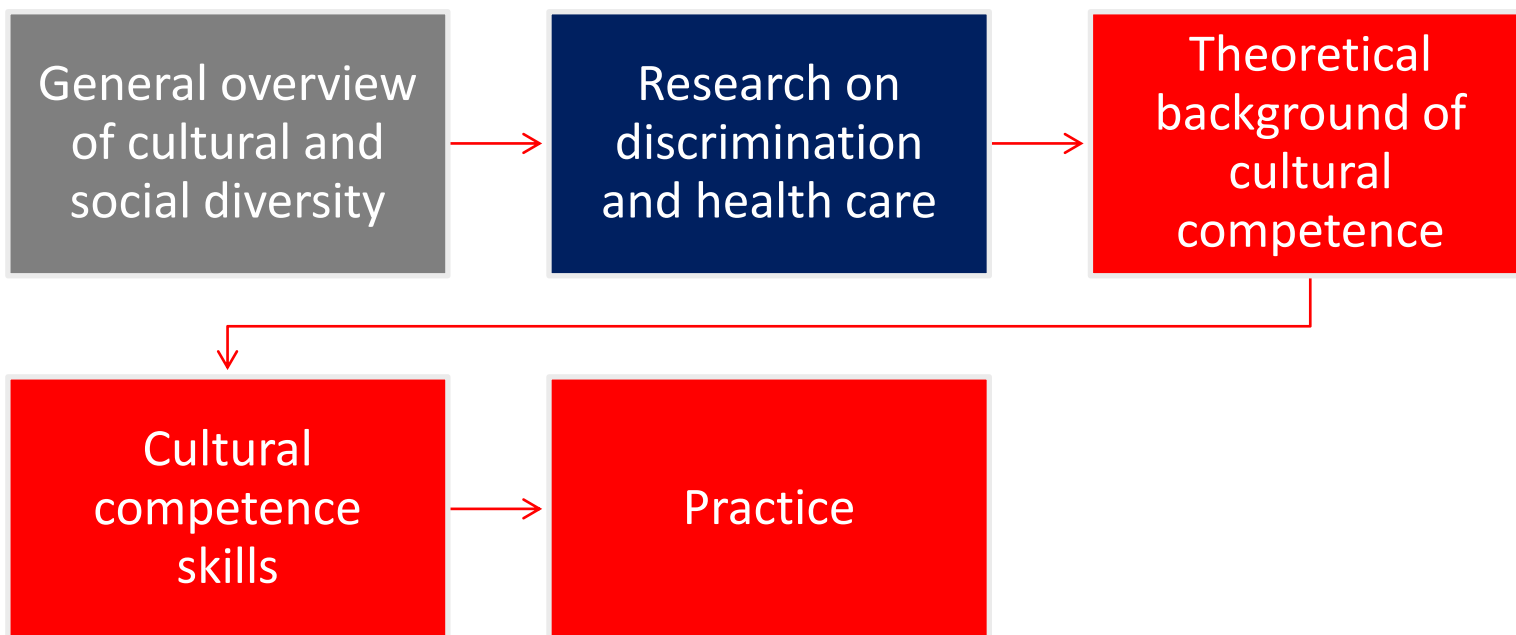 General overview
of cultural and
social diversity
Research on
discrimination
and health care
Theoretical
background of
cultural
competence
Cultural
competence
skills
Practice